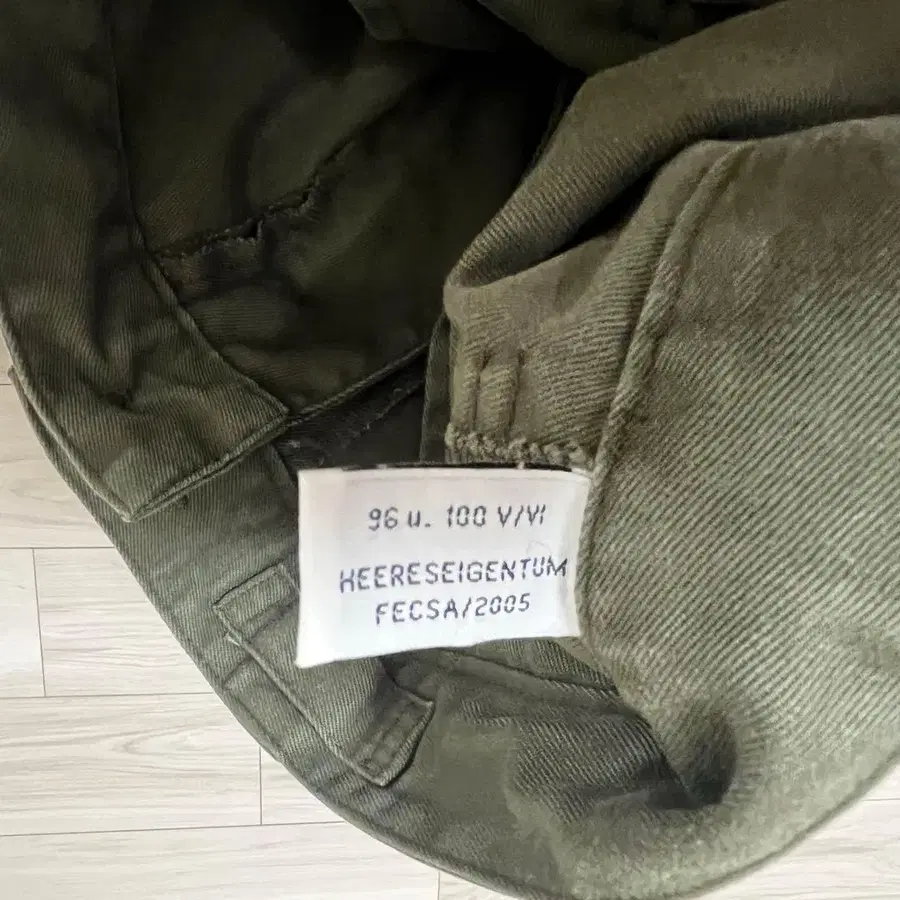 96 u. 100 V/VI
HEERESEIGENTUM
FECSA/2005